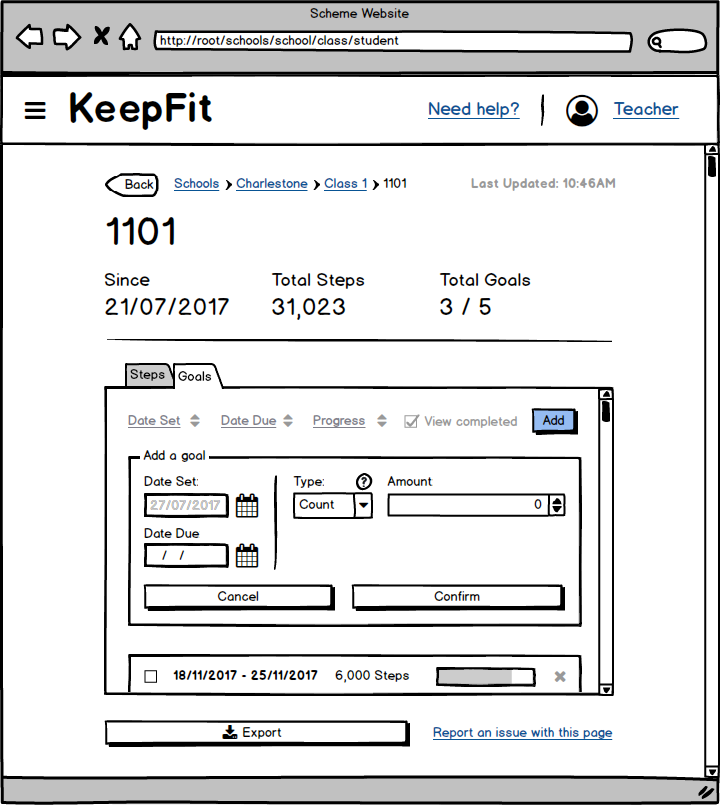 Scheme Website
http://root/schools/school/class/student
KeepFit
Need help?
Teacher
Back
Schools
Charlestone
Class 1
1101
Last Updated: 10:46AM
1101
Since
Total Steps
Total Goals
21/07/2017
31,023
3 / 5
Steps
Goals
Date Set
Date Due
Progress
View completed
Add
Add a goal
Date Set:
Type:
?
Amount
27/07/2017
Count
0
Date Due
/ /
Cancel
Confirm
18/11/2017 - 25/11/2017
6,000 Steps
Export
Report an issue with this page